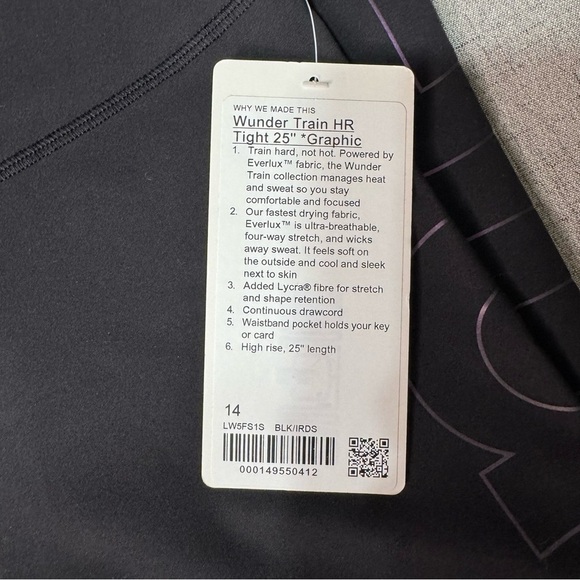 WHY WE MADE THIS
Wunder Train HR
Tight 25" *Graphic
1. Train hard, not hot. Powered by
Everlux™ fabric, the Wunder
Train collection manages heat
and sweat so you stay
comfortable and focused
2. Our fastest drying fabric,
Everlux™ is ultra-breathable,
four-way stretch, and wicks
away sweat. It feels soft on
the outside and cool and sleek
next to skin
3. Added Lycra® fibre for stretch
and shape retention
4. Continuous drawcord
5. Waistband pocket holds your key
or card
6. High rise, 25" length
14
LW5FS1S BLK/IRDS
000149550412